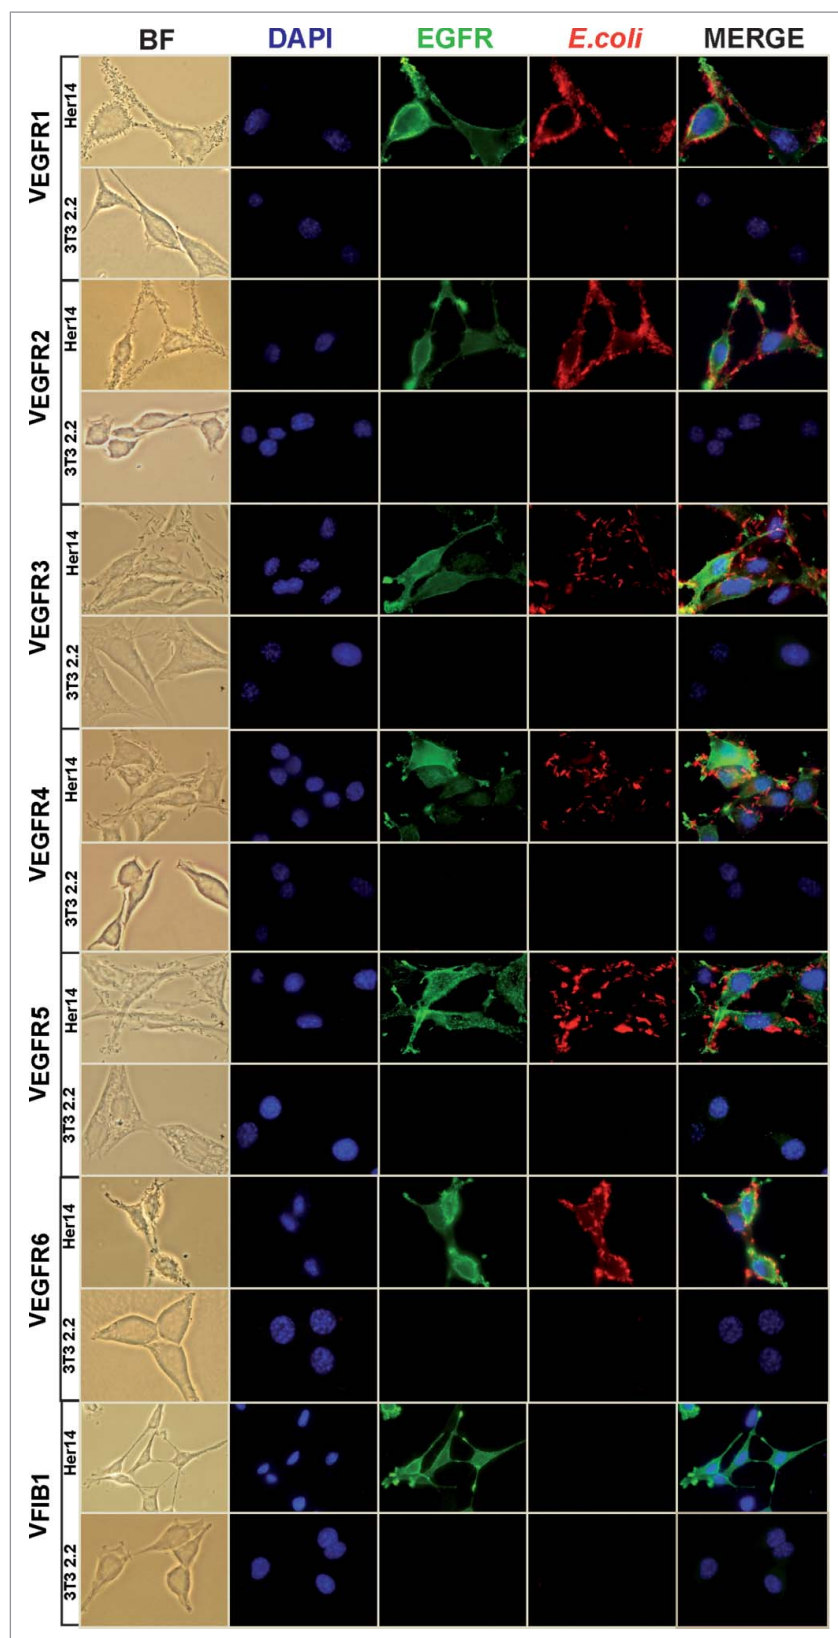 BF DAPI EGFR E.coli MERGE
VEGFR1
Her14
3T3 2.2
VEGFR2
Her14
3T3 2.2
VEGFR3
Her14
3T3 2.2
VEGFR4
Her14
3T3 2.2
VEGFR5
Her14
3T3 2.2
VEGFR6
Her14
3T3 2.2
VFIB1
Her14
3T3 2.2